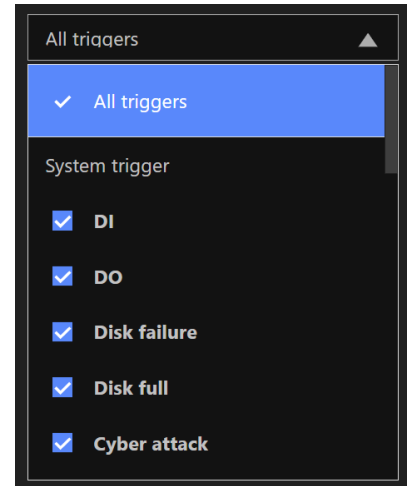 All triggers
All triggers
System trigger
DI
DO
Disk failure
Disk full
Cyber attack